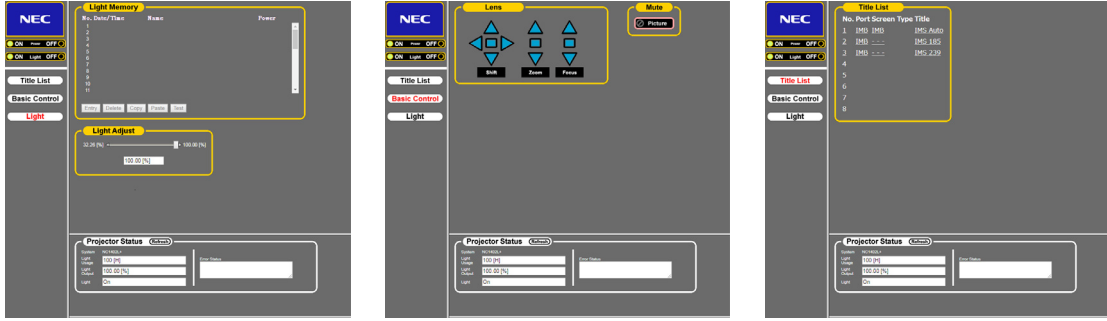 NEC
ON Power OFF
ON Light OFF
Title List
Basic Control
Light
Light Memory
No. Date/Time Name Power
1
2
3
4
5
6
7
8
9
10
11
Entry Delete Copy Paste Test
Light Adjust
32.26 [%] 100.00 [%]
100.00 [%]
Projector Status Refresh
System
Light Usage 100 [H]
Light Output 100.00 [%]
Light On
Error Status
NEC
ON Power OFF
ON Light OFF
Title List
Basic Control
Light
Lens
Shift Zoom Focus
Mute
Picture
Projector Status Refresh
System
Light Usage 100 [H]
Light Output 100.00 [%]
Light On
Error Status
NEC
ON Power OFF
ON Light OFF
Title List
Basic Control
Light
Title List
No. Port Screen Type Title
1 IMB IMB IMS Auto
2 IMB --- IMS 185
3 IMB --- IMS 239
4
5
6
7
8
Projector Status Refresh
System
Light Usage 100 [H]
Light Output 100.00 [%]
Light On
Error Status